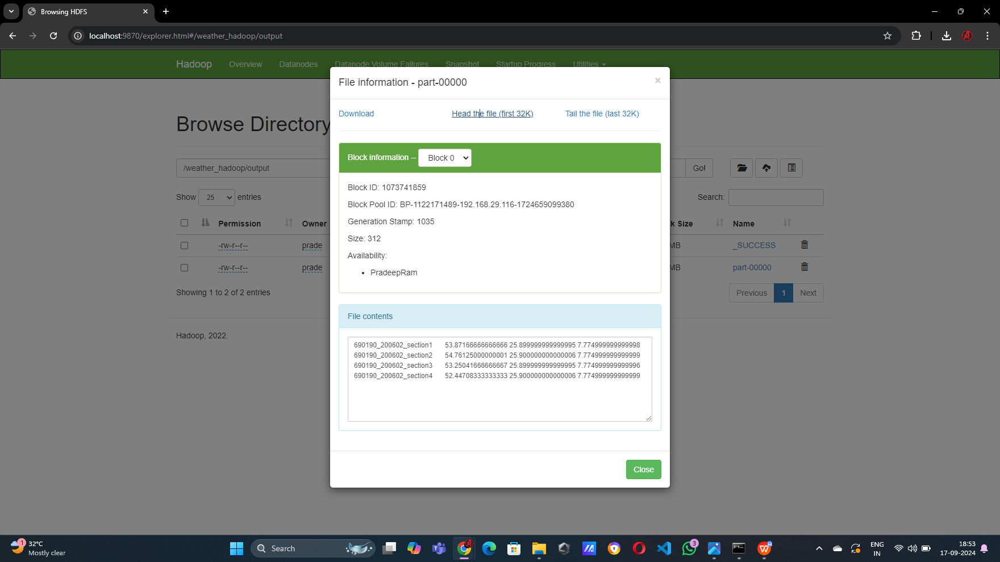 Browsing HDFS
localhost:9870/explorer.html#/weather_hadoop/output
Hadoop Overview Datanodes Datanode Volume Failures Snapshot Startup Progress Utilities
File information - part-00000
×
Download Head the file (first 32K) Tail the file (last 32K)
Browse Directory
Block information -- Block 0
/weather_hadoop/output Go!
Block ID: 1073741859
Show 25 entries Search:
Block Pool ID: BP-1122171489-192.168.29.116-1724659099380
Generation Stamp: 1035
Permission Owner k Size Name
Size: 312
-rw-r--r-- prade MB _SUCCESS
Availability:
-rw-r--r-- prade MB part-00000
PradeepRam
Showing 1 to 2 of 2 entries Previous 1 Next
File contents
Hadoop, 2022.
690190_200602_section1 53.87166666666666 25.899999999999995 7.774999999999998
690190_200602_section2 54.76125000000001 25.900000000000006 7.774999999999999
690190_200602_section3 53.25041666666667 25.899999999999995 7.774999999999996
690190_200602_section4 52.44708333333333 25.900000000000006 7.774999999999999
Close
1
32°C
Mostly clear
Search
3
ENG
IN
18:53
17-09-2024